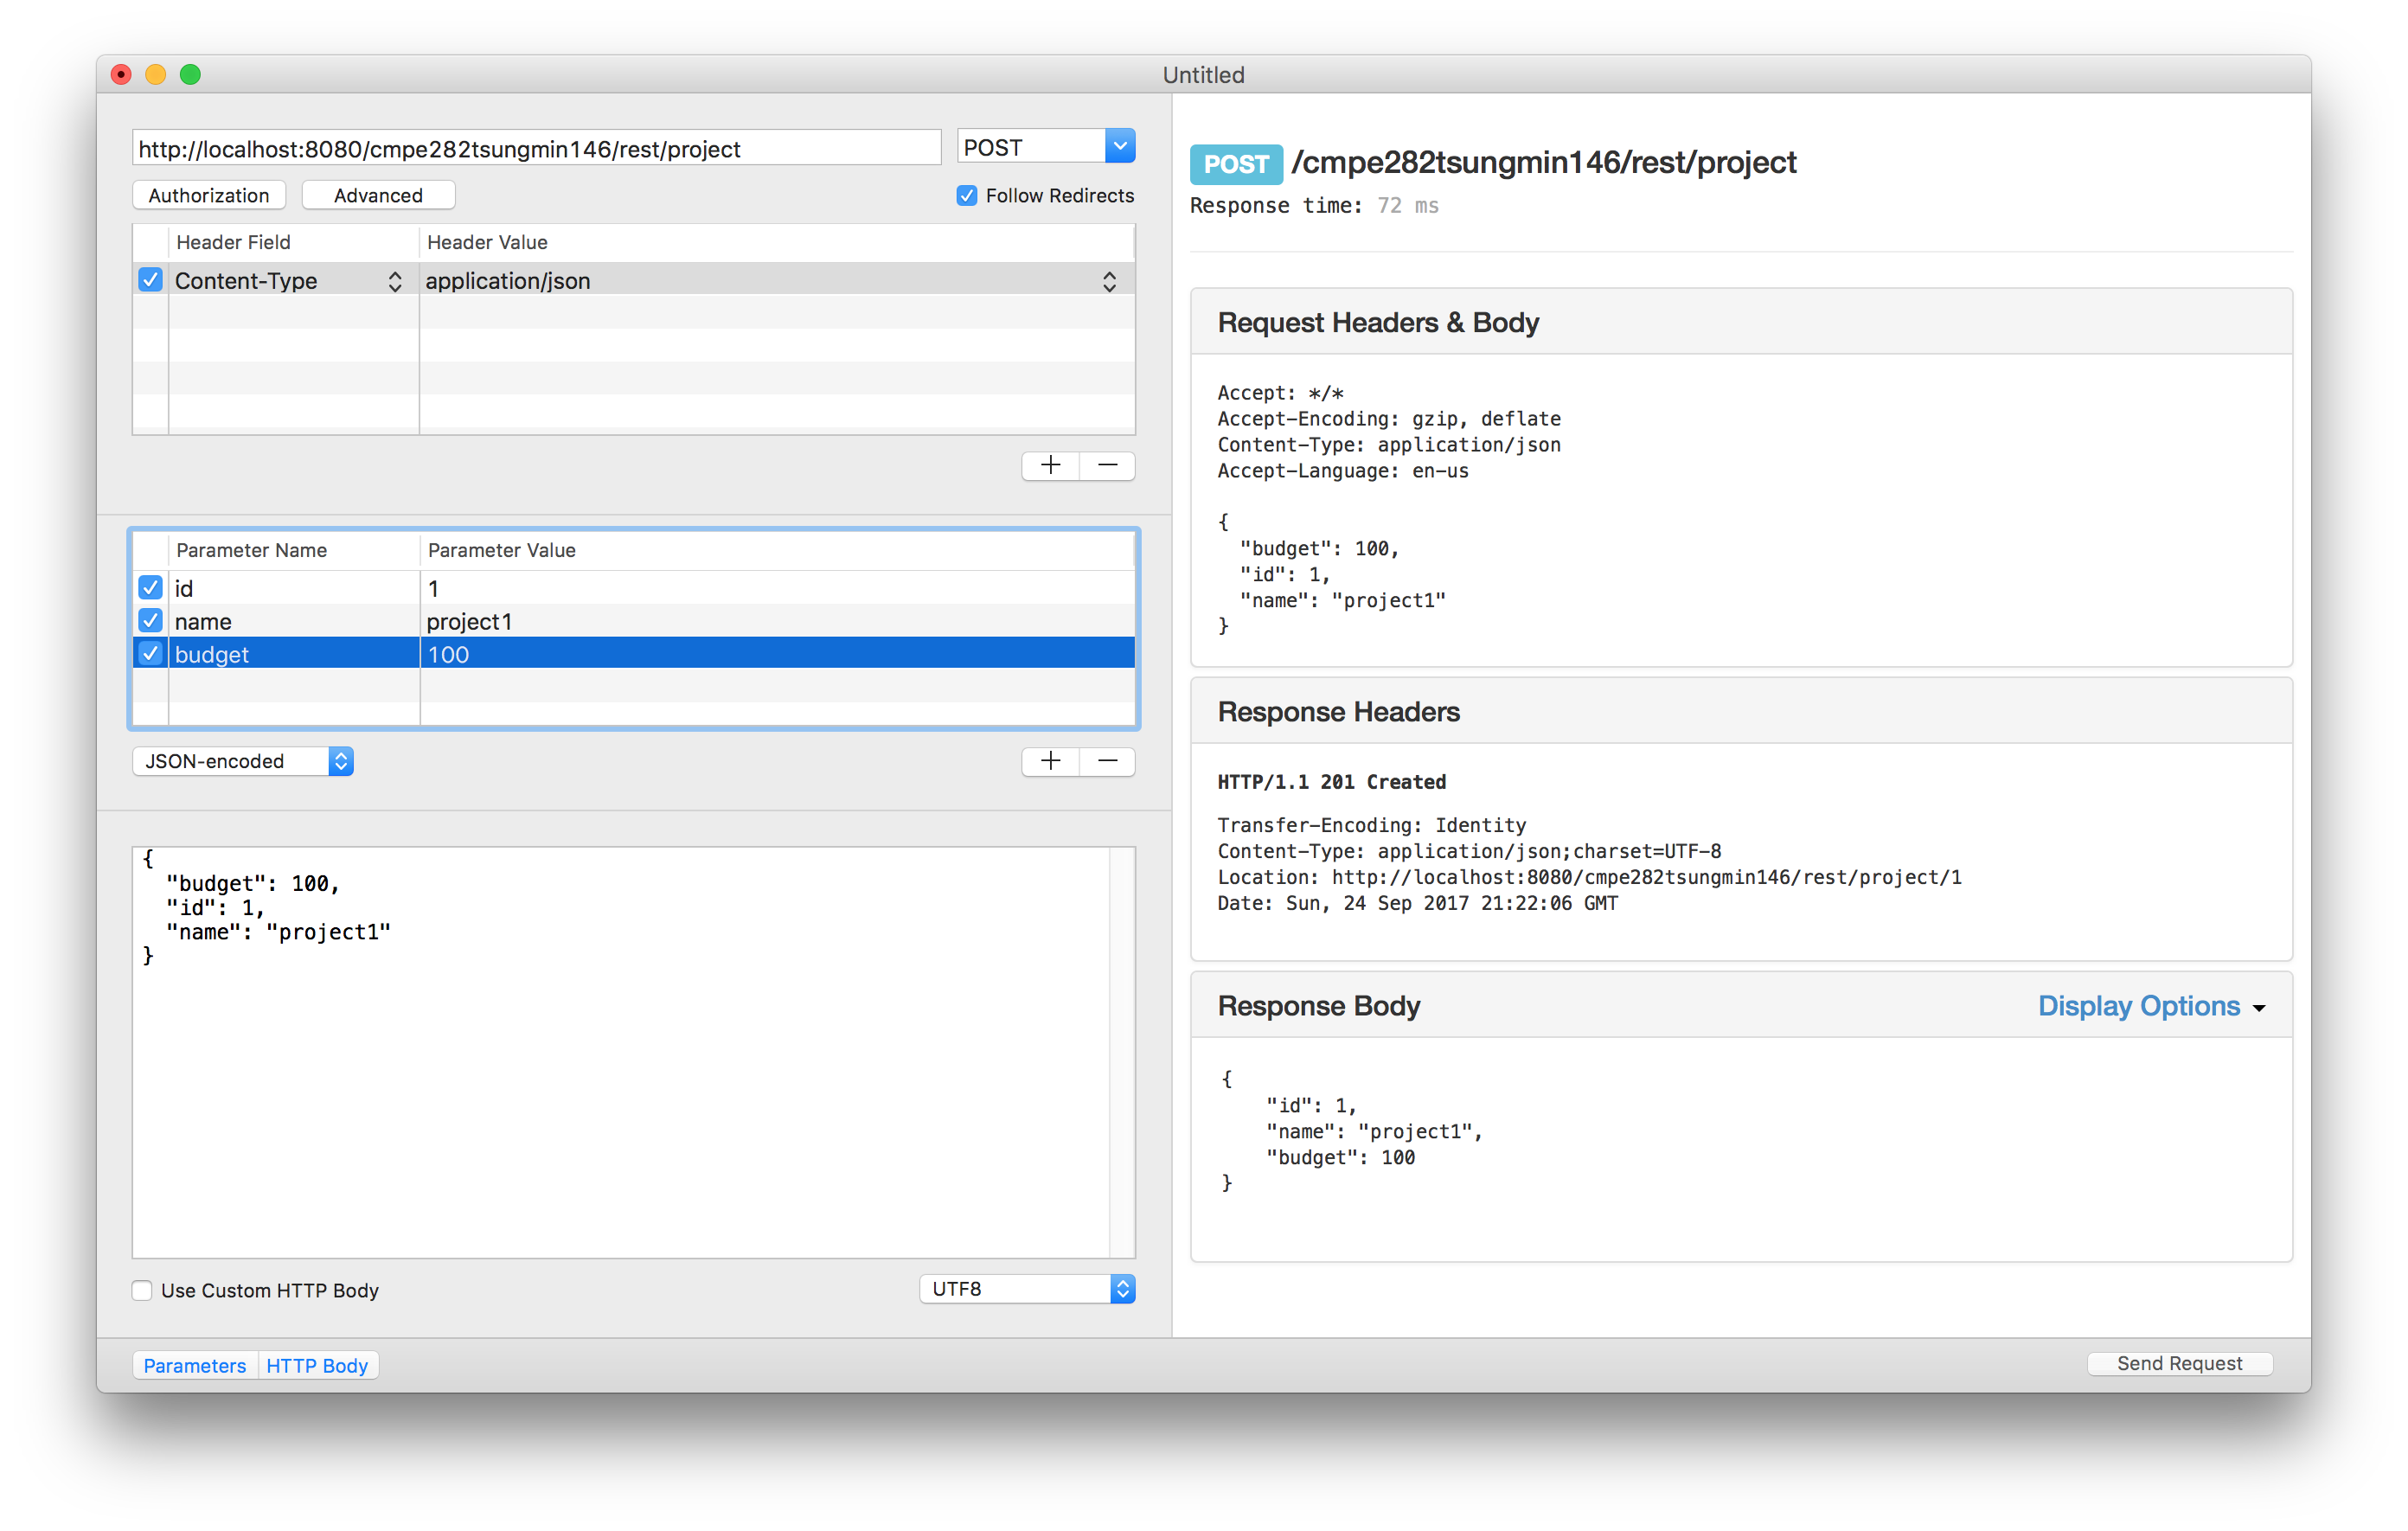 Untitled
http://localhost:8080/cmpe282tsungmin146/rest/project
POST
Authorization
Advanced
Follow Redirects
Header Field
Header Value
Content-Type
application/json
Parameter Name
Parameter Value
id
1
name
project1
budget
100
JSON-encoded
{
"budget": 100,
"id": 1,
"name": "project1"
}
Use Custom HTTP Body
UTF8
Parameters
HTTP Body
POST /cmpe282tsungmin146/rest/project
Response time: 72 ms
Request Headers & Body
Accept: */*
Accept-Encoding: gzip, deflate
Content-Type: application/json
Accept-Language: en-us
{
"budget": 100,
"id": 1,
"name": "project1"
}
Response Headers
HTTP/1.1 201 Created
Transfer-Encoding: Identity
Content-Type: application/json;charset=UTF-8
Location: http://localhost:8080/cmpe282tsungmin146/rest/project/1
Date: Sun, 24 Sep 2017 21:22:06 GMT
Response Body
Display Options
{
"id": 1,
"name": "project1",
"budget": 100
}
Send Request